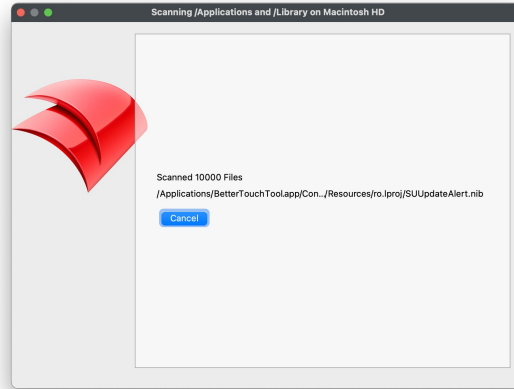 Scanning /Applications and /Library on Macintosh HD
Scanned 10000 Files
/Applications/BetterTouchTool.app/Con.../Resources/ro.lproj/SUUpdateAlert.nib
Cancel